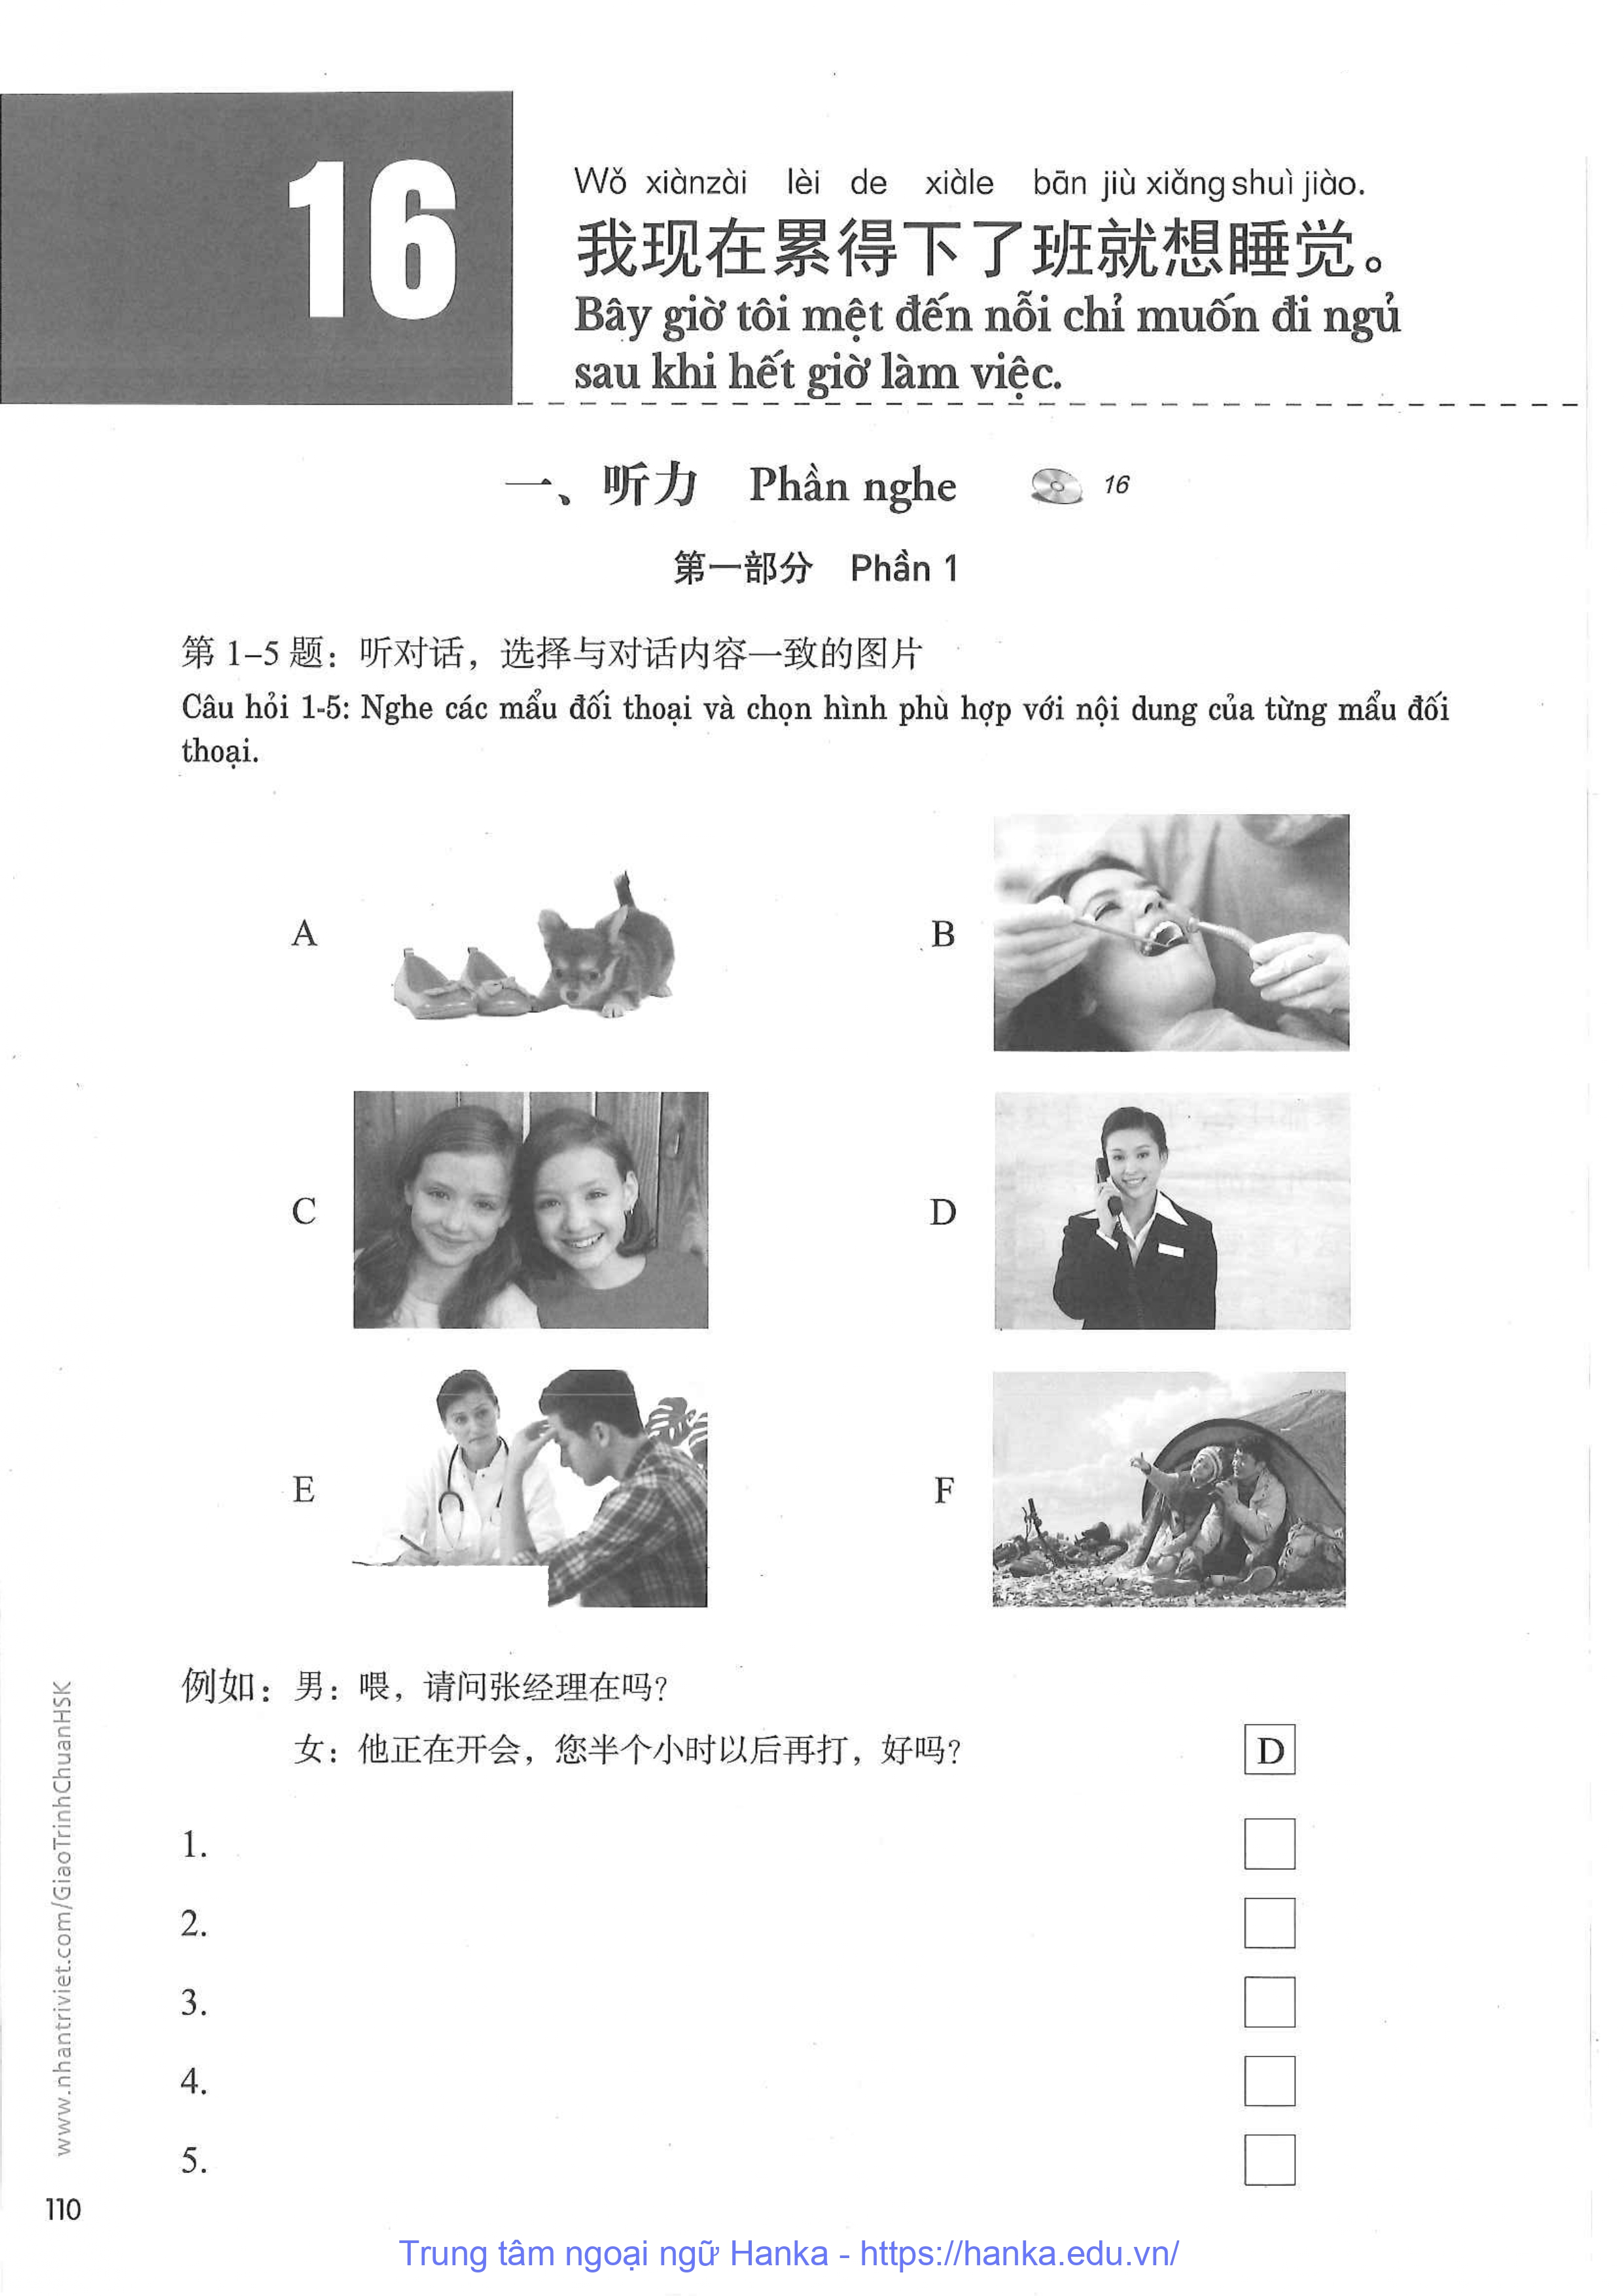 16
Wǒ xiànzài lèi de xiàle bān jiù xiǎng shuì jiào.
我现在累得下了班就想睡觉。
Bây giờ tôi mệt đến nỗi chỉ muốn đi ngủ
sau khi hết giờ làm việc.
一、听力 Phần nghe 16
第一部分 Phần 1
第 1–5 题：听对话，选择与对话内容一致的图片
Câu hỏi 1-5: Nghe các mẩu đối thoại và chọn hình phù hợp với nội dung của từng mẩu đối
thoại.
A
B
C
D
E
F
例如：男：喂，请问张经理在吗？
女：他正在开会，您半个小时以后再打，好吗？ D
1.
2.
3.
4.
5.
www.nhantriviet.com/GiaoTrinhChuanHSK
110
Trung tâm ngoại ngữ Hanka - https://hanka.edu.vn/